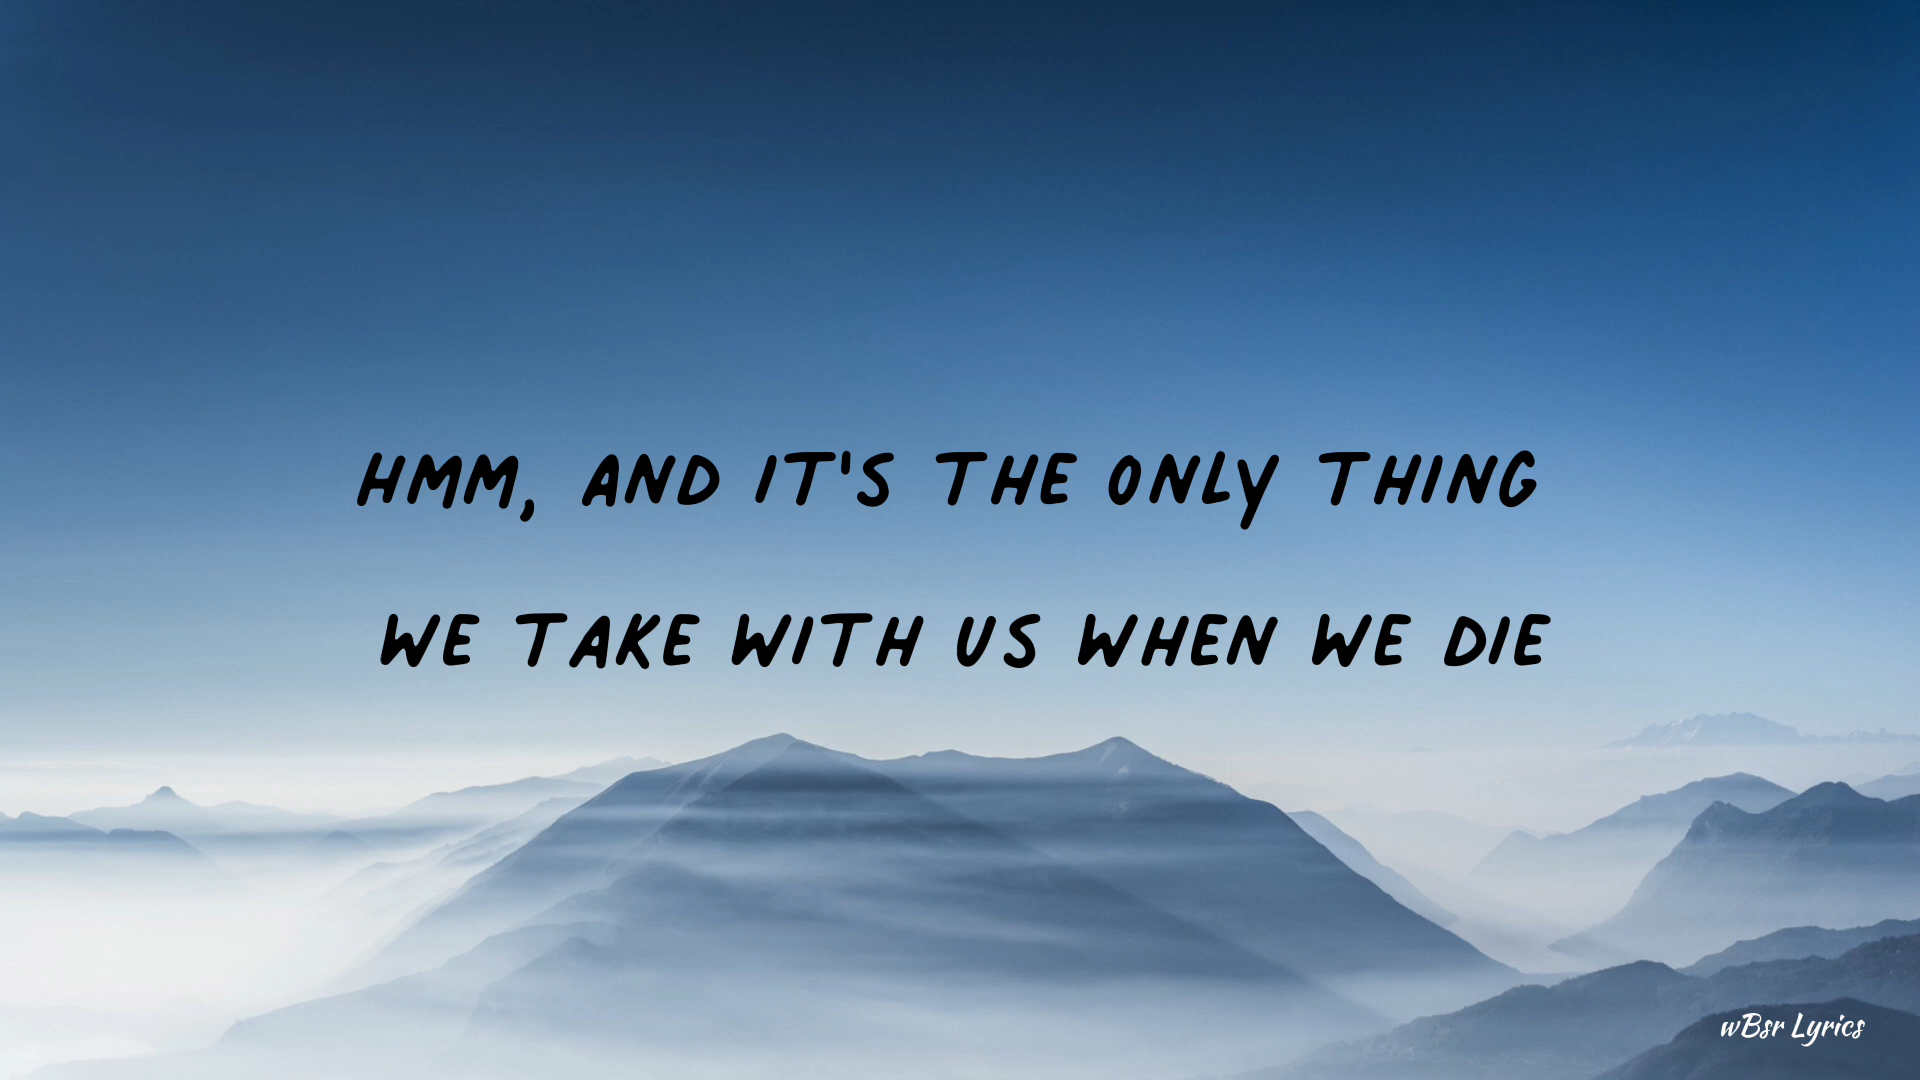 HMM, AND IT'S THE ONLY THING
WE TAKE WITH US WHEN WE DIE
wBsr Lyrics